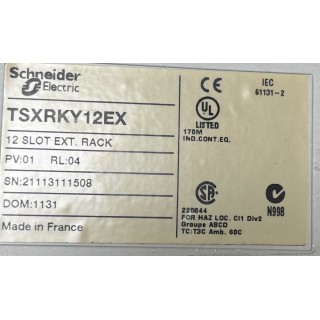 Schneider
Electric
TSXRKY12EX
12 SLOT EXT. RACK
PV:01 RL:04
SN:21113111508
DOM:1131
Made in France
CE
IEC
61131-2
UL
LISTED
170M
IND.CONT.EQ.
SA
N998
220844
FOR HAZ LOC. Cl1 Div2
Groups ABCD
TC:T3C Amb. 60C